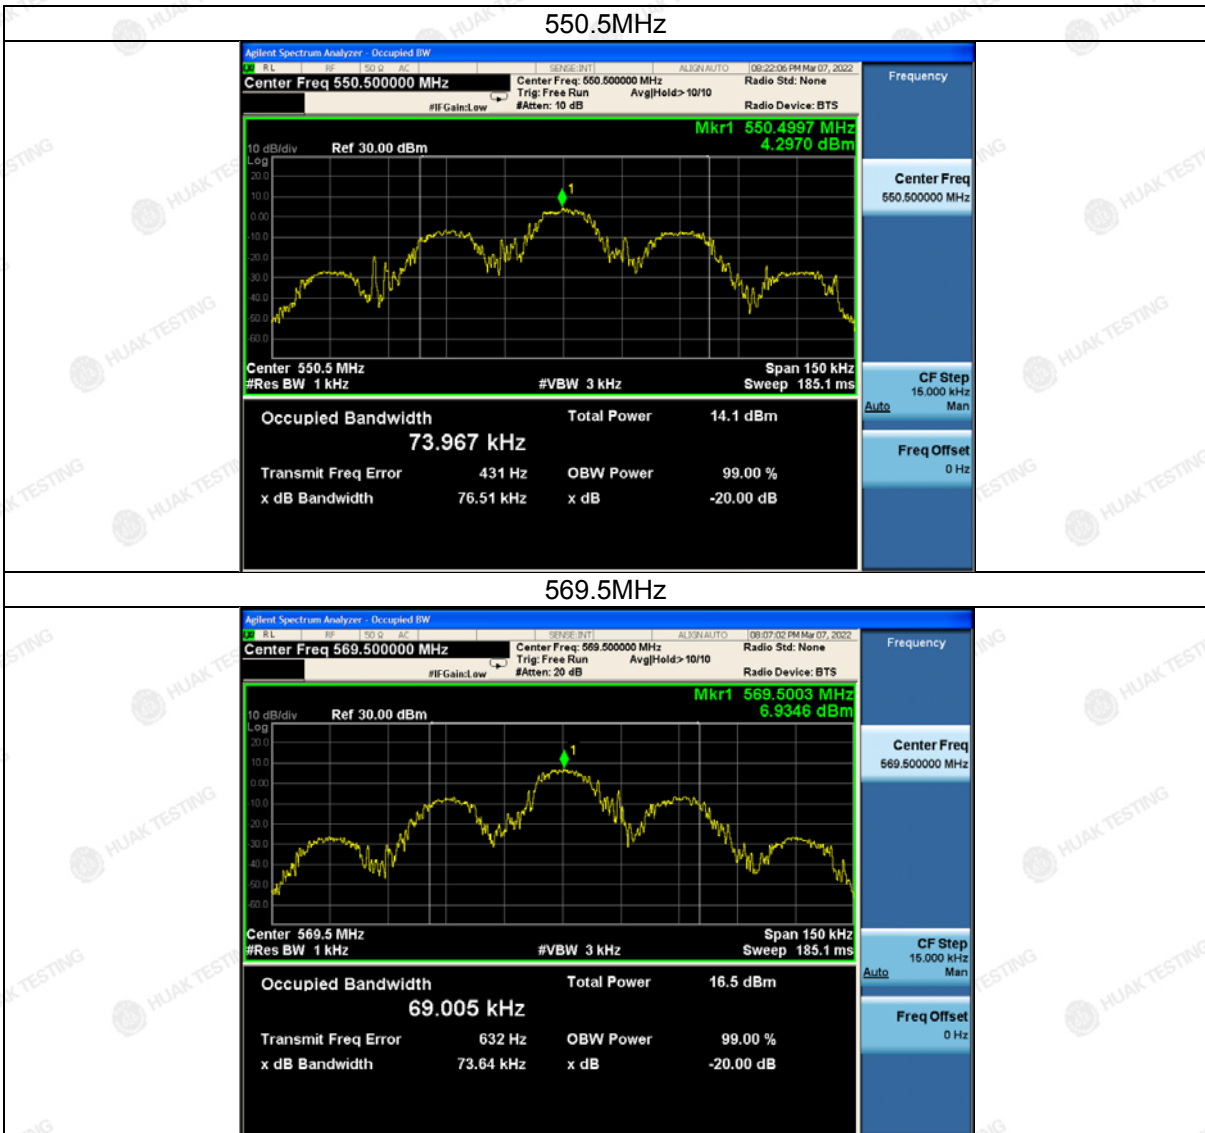 550.5MHz
Agilent Spectrum Analyzer - Occupied BW
RL RF 50 Ω AC SENSE:INT ALIGNAUTO 08:22:06 PM Mar 07, 2022
Center Freq 550.500000 MHz
Center Freq: 550.500000 MHz
Radio Std: None
Trig: Free Run Avg|Hold:>10/10
#IFGain:Low #Atten: 10 dB Radio Device: BTS
Mkr1 550.4997 MHz
4.2970 dBm
10 dB/div Ref 30.00 dBm
Log
20.0
10.0
0.00
-10.0
-20.0
-30.0
-40.0
-50.0
-60.0
1
Center 550.5 MHz Span 150 kHz
#Res BW 1 kHz #VBW 3 kHz Sweep 185.1 ms
Occupied Bandwidth Total Power 14.1 dBm
73.967 kHz
Transmit Freq Error 431 Hz OBW Power 99.00 %
x dB Bandwidth 76.51 kHz x dB -20.00 dB
Frequency
Center Freq
550.500000 MHz
CF Step
15.000 kHz
Auto Man
Freq Offset
0 Hz
569.5MHz
Agilent Spectrum Analyzer - Occupied BW
RL RF 50 Ω AC SENSE:INT ALIGNAUTO 08:07:02 PM Mar 07, 2022
Center Freq 569.500000 MHz
Center Freq: 569.500000 MHz
Radio Std: None
Trig: Free Run Avg|Hold:>10/10
#IFGain:Low #Atten: 20 dB Radio Device: BTS
Mkr1 569.5003 MHz
6.9346 dBm
10 dB/div Ref 30.00 dBm
Log
20.0
10.0
0.00
-10.0
-20.0
-30.0
-40.0
-50.0
-60.0
1
Center 569.5 MHz Span 150 kHz
#Res BW 1 kHz #VBW 3 kHz Sweep 185.1 ms
Occupied Bandwidth Total Power 16.5 dBm
69.005 kHz
Transmit Freq Error 632 Hz OBW Power 99.00 %
x dB Bandwidth 73.64 kHz x dB -20.00 dB
Frequency
Center Freq
569.500000 MHz
CF Step
15.000 kHz
Auto Man
Freq Offset
0 Hz
HUAK TESTING
HUAK TESTING
HUAK TESTING
HUAK TESTING